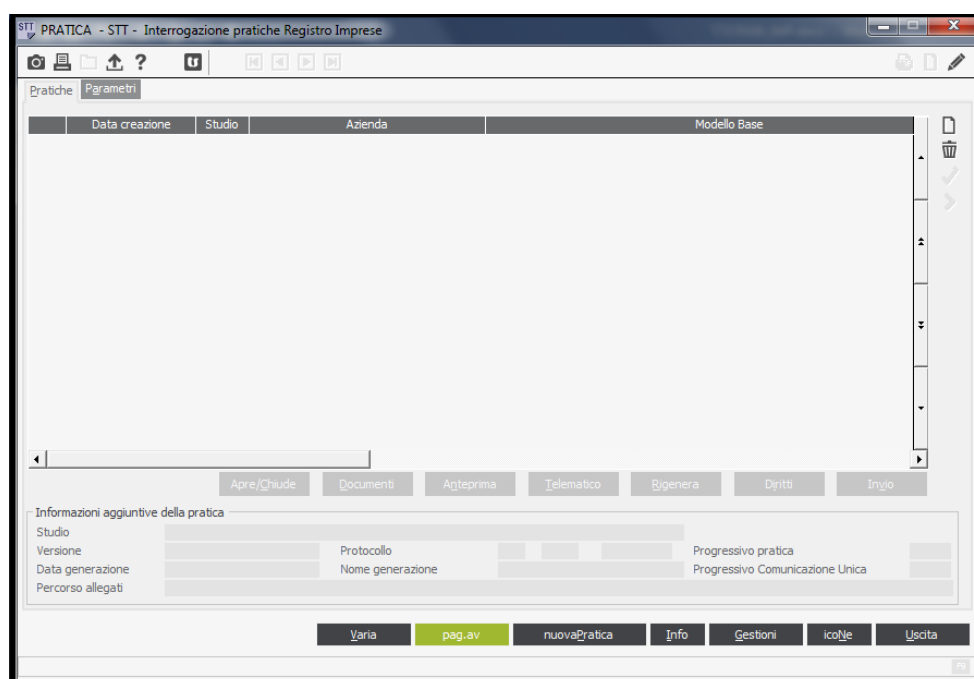 STT PRATICA - STT - Interrogazione pratiche Registro Imprese
?
Pratiche Parametri
Data creazione Studio Azienda Modello Base
Apre/Chiude Documenti Anteprima Telematico Rigenera Diritti Invio
Informazioni aggiuntive della pratica
Studio
Versione Protocollo Progressivo pratica
Data generazione Nome generazione Progressivo Comunicazione Unica
Percorso allegati
Varia pag.av nuovaPratica Info Gestioni icoNe Uscita